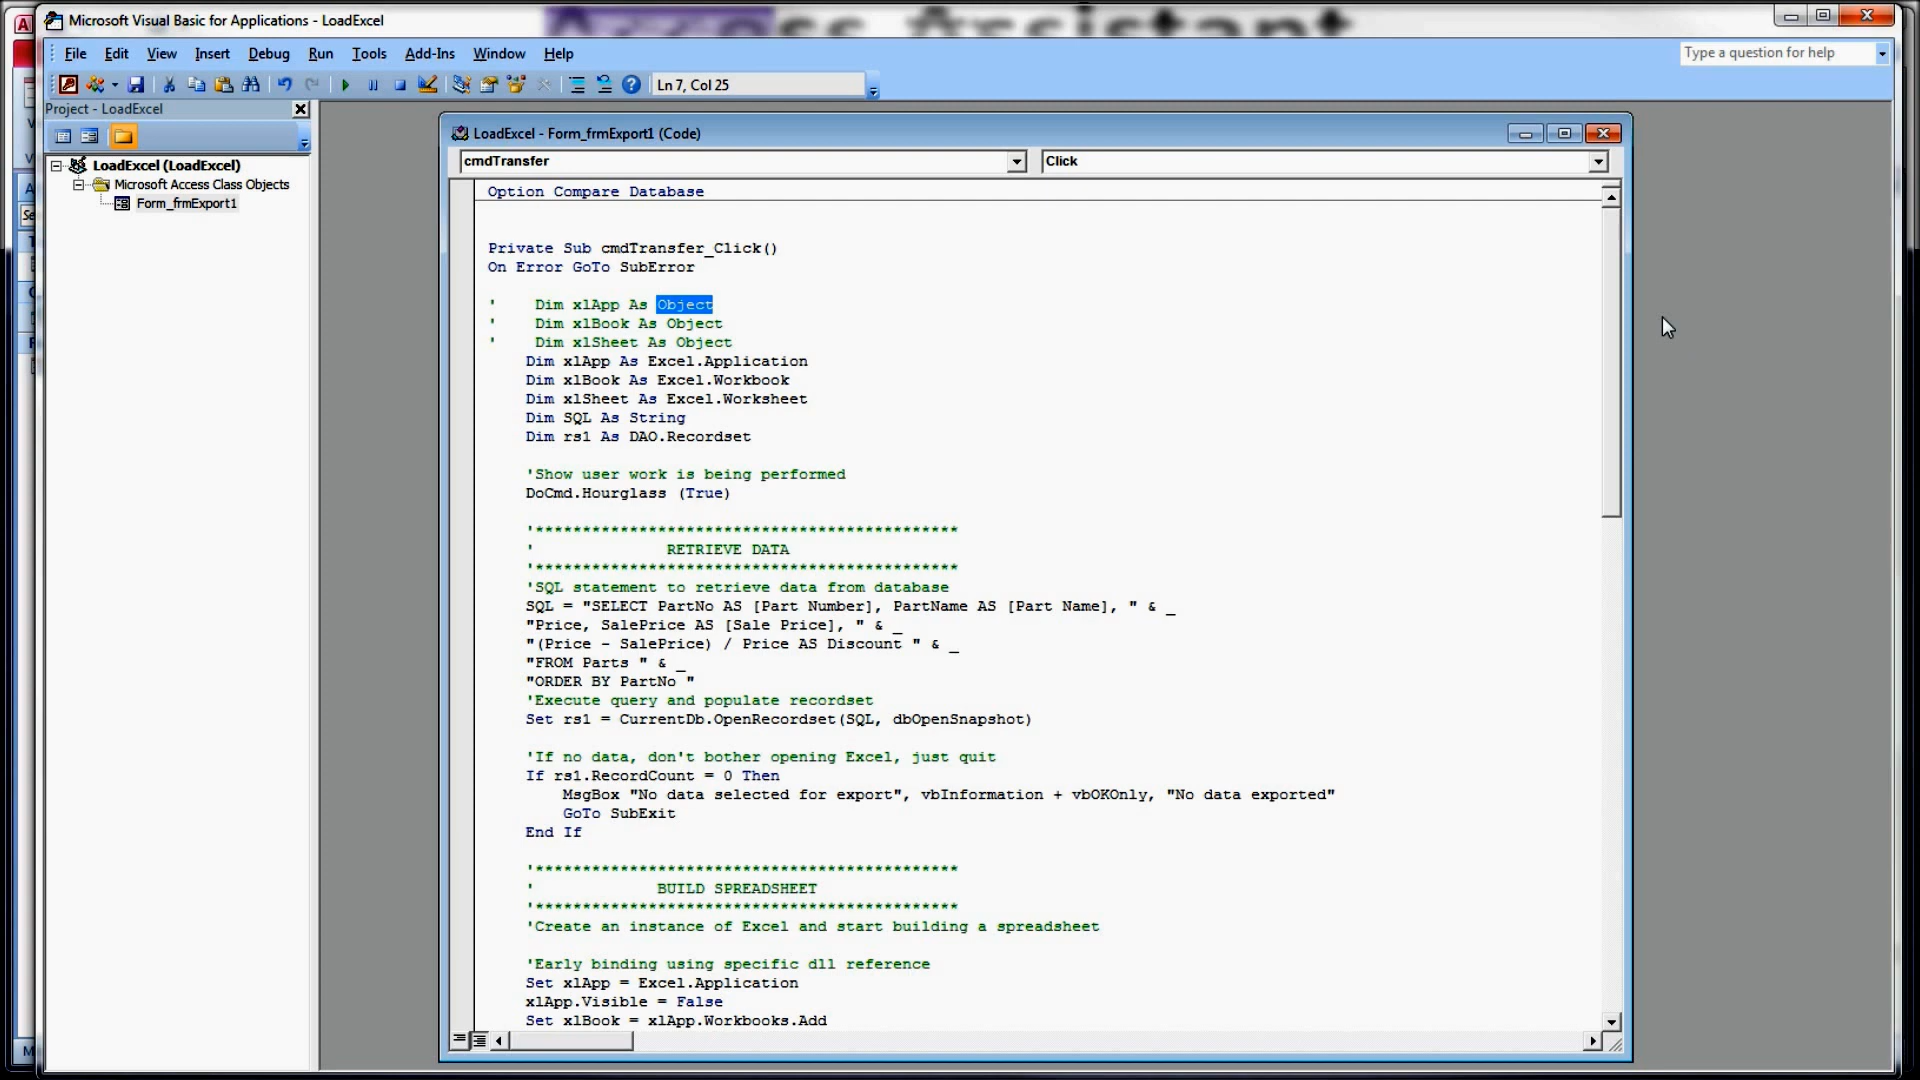 Access Assistant
Microsoft Visual Basic for Applications - LoadExcel
File Edit View Insert Debug Run Tools Add-Ins Window Help
Type a question for help
Ln 7, Col 25
Project - LoadExcel
LoadExcel (LoadExcel)
Microsoft Access Class Objects
Form_frmExport1
LoadExcel - Form_frmExport1 (Code)
cmdTransfer
Click
Option Compare Database
Private Sub cmdTransfer_Click()
On Error GoTo SubError
'    Dim xlApp As Object
'    Dim xlBook As Object
'    Dim xlSheet As Object
Dim xlApp As Excel.Application
Dim xlBook As Excel.Workbook
Dim xlSheet As Excel.Worksheet
Dim SQL As String
Dim rs1 As DAO.Recordset
'Show user work is being performed
DoCmd.Hourglass (True)
'*********************************************
'              RETRIEVE DATA
'*********************************************
'SQL statement to retrieve data from database
SQL = "SELECT PartNo AS [Part Number], PartName AS [Part Name], " & _
"Price, SalePrice AS [Sale Price], " & _
"(Price - SalePrice) / Price AS Discount " & _
"FROM Parts " & _
"ORDER BY PartNo "
'Execute query and populate recordset
Set rs1 = CurrentDb.OpenRecordset(SQL, dbOpenSnapshot)
'If no data, don't bother opening Excel, just quit
If rs1.RecordCount = 0 Then
MsgBox "No data selected for export", vbInformation + vbOKOnly, "No data exported"
GoTo SubExit
End If
'*********************************************
'             BUILD SPREADSHEET
'*********************************************
'Create an instance of Excel and start building a spreadsheet
'Early binding using specific dll reference
Set xlApp = Excel.Application
xlApp.Visible = False
Set xlBook = xlApp.Workbooks.Add